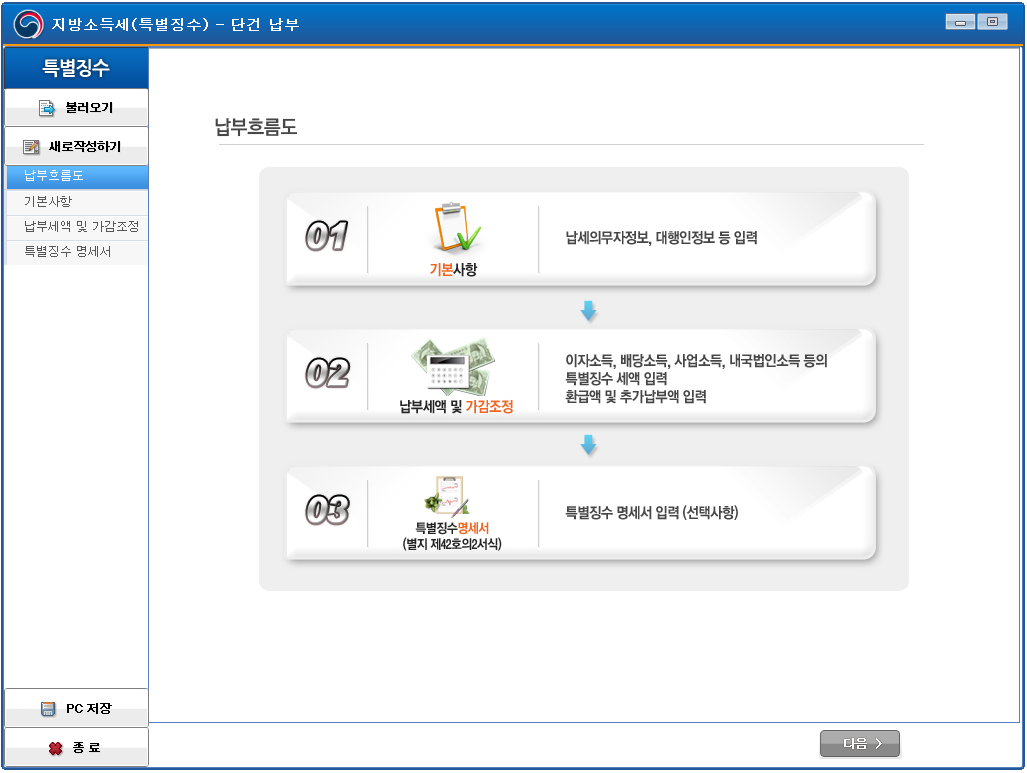 지방소득세(특별징수) - 단건 납부
특별징수
불러오기
새로작성하기
납부흐름도
기본사항
납부세액 및 가감조정
특별징수 명세서
PC 저장
종 료
납부흐름도
01
기본사항
납세의무자정보, 대행인정보 등 입력
02
납부세액 및 가감조정
이자소득, 배당소득, 사업소득, 내국법인소득 등의
특별징수 세액 입력
환급액 및 추가납부액 입력
03
특별징수명세서
(별지 제42호의2서식)
특별징수 명세서 입력 (선택사항)
다음 >